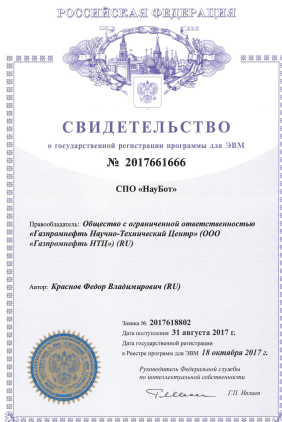 РОССИЙСКАЯ ФЕДЕРАЦИЯ
СВИДЕТЕЛЬСТВО
о государственной регистрации программы для ЭВМ
№ 2017661666
СПО «НауБот»
Правообладатель: Общество с ограниченной ответственностью
«Газпромнефть Научно-Технический Центр» (ООО
«Газпромнефть НТЦ») (RU)
Автор: Краснов Федор Владимирович (RU)
Заявка № 2017618802
Дата поступления 31 августа 2017 г.
Дата государственной регистрации
в Реестре программ для ЭВМ 18 октября 2017 г.
Руководитель Федеральной службы
по интеллектуальной собственности
Г.П. Ивлиев